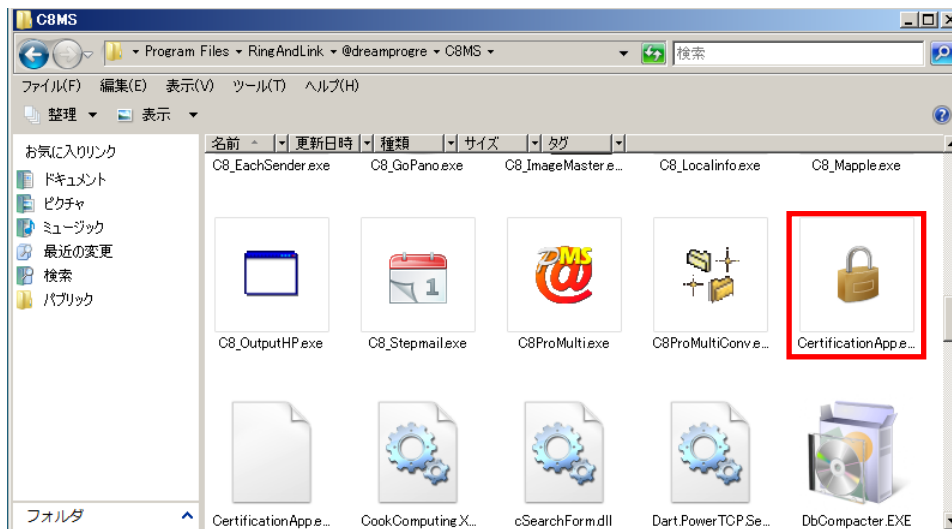 C8MS
Program Files ▾ RingAndLink ▾ @dreamprogre ▾ C8MS ▾
検索
ファイル(F) 編集(E) 表示(V) ツール(T) ヘルプ(H)
整理 ▼ 表示 ▼
お気に入りリンク
ドキュメント
ピクチャ
ミュージック
最近の変更
検索
パブリック
フォルダ
名前 更新日時 種類 サイズ タグ
C8_EachSender.exe C8_GoPano.exe C8_ImageMaster.e... C8_Localinfo.exe C8_Mapple.exe
1
PMS
@
C8_OutputHP.exe C8_Stepmail.exe C8ProMulti.exe C8ProMultiConv.e... CertificationApp.e...
CertificationApp.e... CookComputing.X... cSearchForm.dll Dart.PowerTCP.Se... DbCompacter.EXE